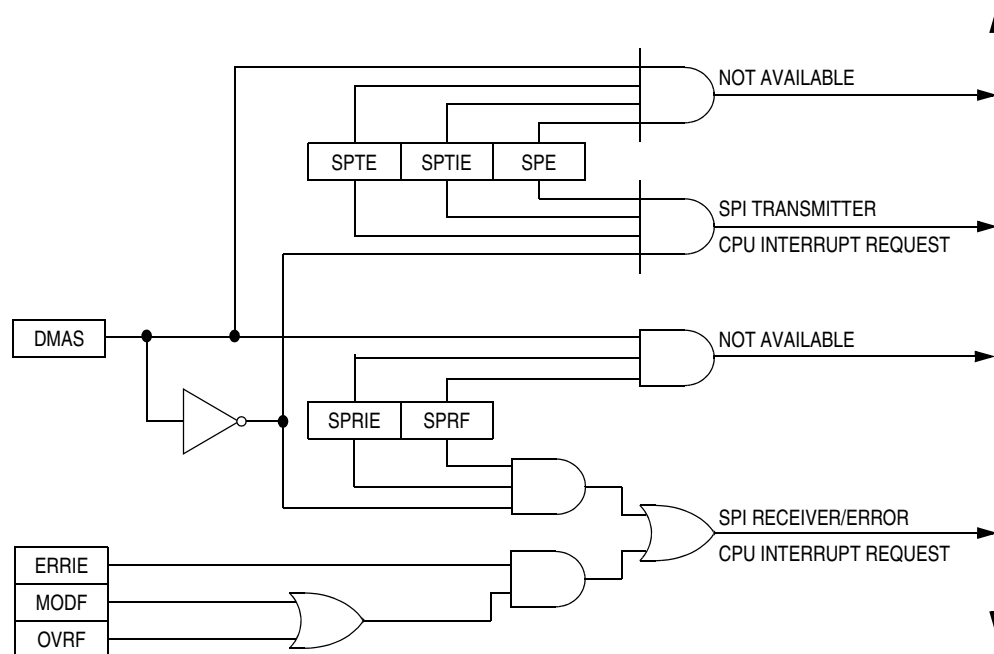 NOT AVAILABLE
SPTE SPTIE SPE
SPI TRANSMITTER
CPU INTERRUPT REQUEST
DMAS
NOT AVAILABLE
SPRIE SPRF
SPI RECEIVER/ERROR
CPU INTERRUPT REQUEST
ERRIE
MODF
OVRF